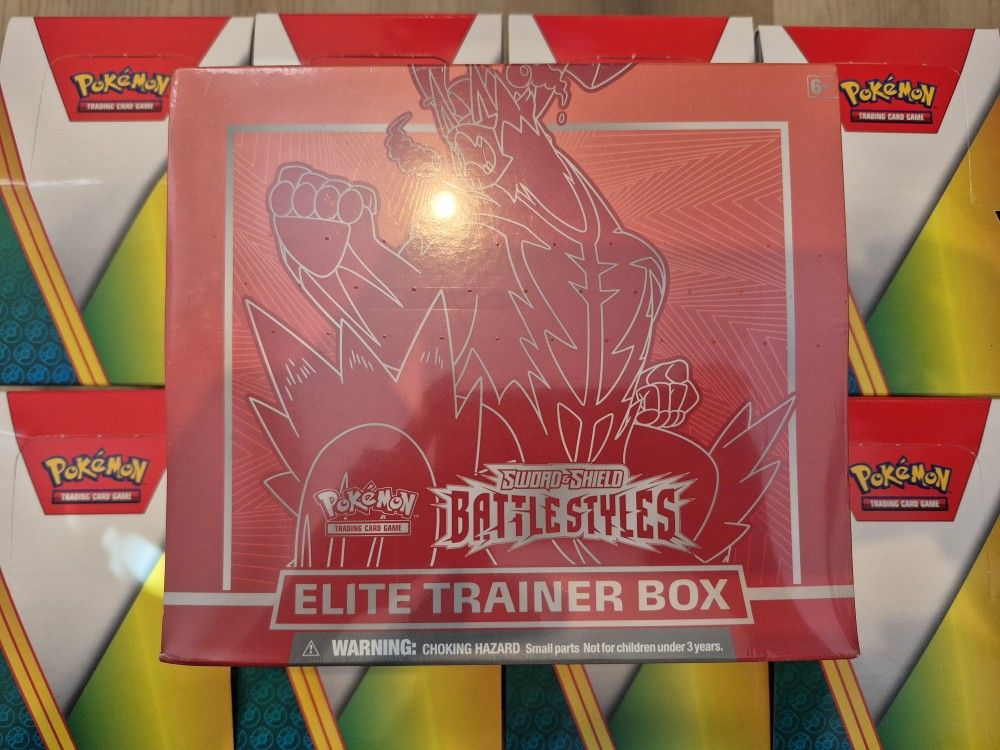 Pokémon
TRADING CARD GAME
Pokémon
TRADING CARD GAME
6+
Pokémon
TRADING CARD GAME
Pokémon
TRADING CARD GAME
Pokémon
TRADING CARD GAME
SWORD & SHIELD
BATTLE STYLES
ELITE TRAINER BOX
WARNING: CHOKING HAZARD Small parts Not for children under 3 years.